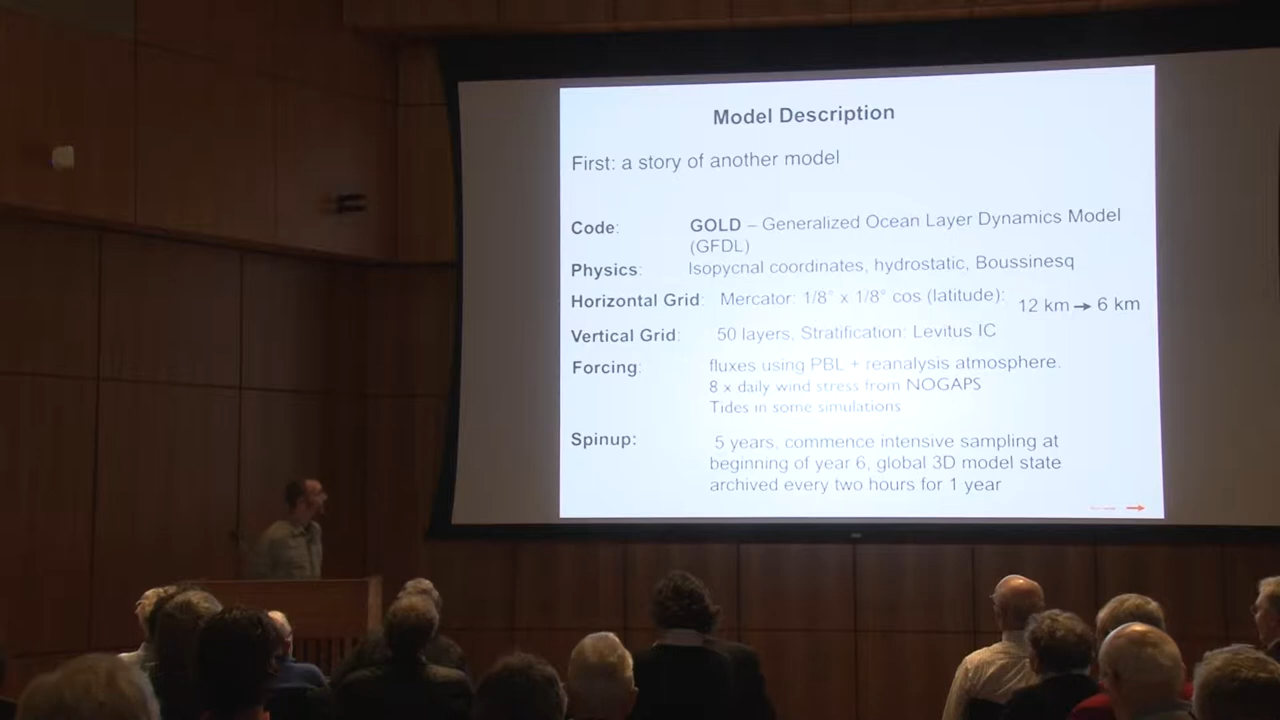 Model Description
First: a story of another model
Code: GOLD – Generalized Ocean Layer Dynamics Model
(GFDL)
Physics: Isopycnal coordinates, hydrostatic, Boussinesq
Horizontal Grid: Mercator: 1/8° x 1/8° cos (latitude): 12 km → 6 km
Vertical Grid: 50 layers, Stratification: Levitus IC
Forcing: fluxes using PBL + reanalysis atmosphere.
8 x daily wind stress from NOGAPS
Tides in some simulations
Spinup: 5 years, commence intensive sampling at
beginning of year 6, global 3D model state
archived every two hours for 1 year